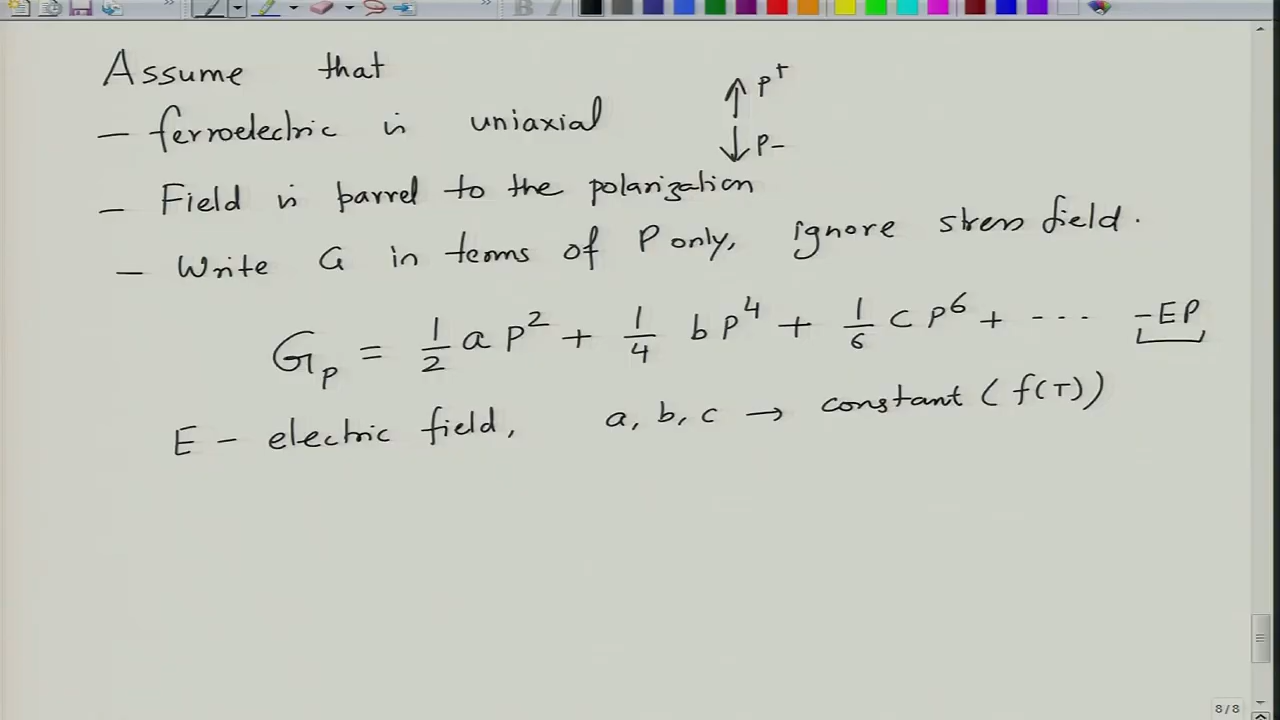 Assume that
- ferroelectric is uniaxial P+
P-
- Field is barrel to the polarization
- Write G in terms of P only, ignore stress field.
G_p = 1/2 a P^2 + 1/4 b P^4 + 1/6 c P^6 + --- -EP
E - electric field, a, b, c → constant (f(T))
8/8